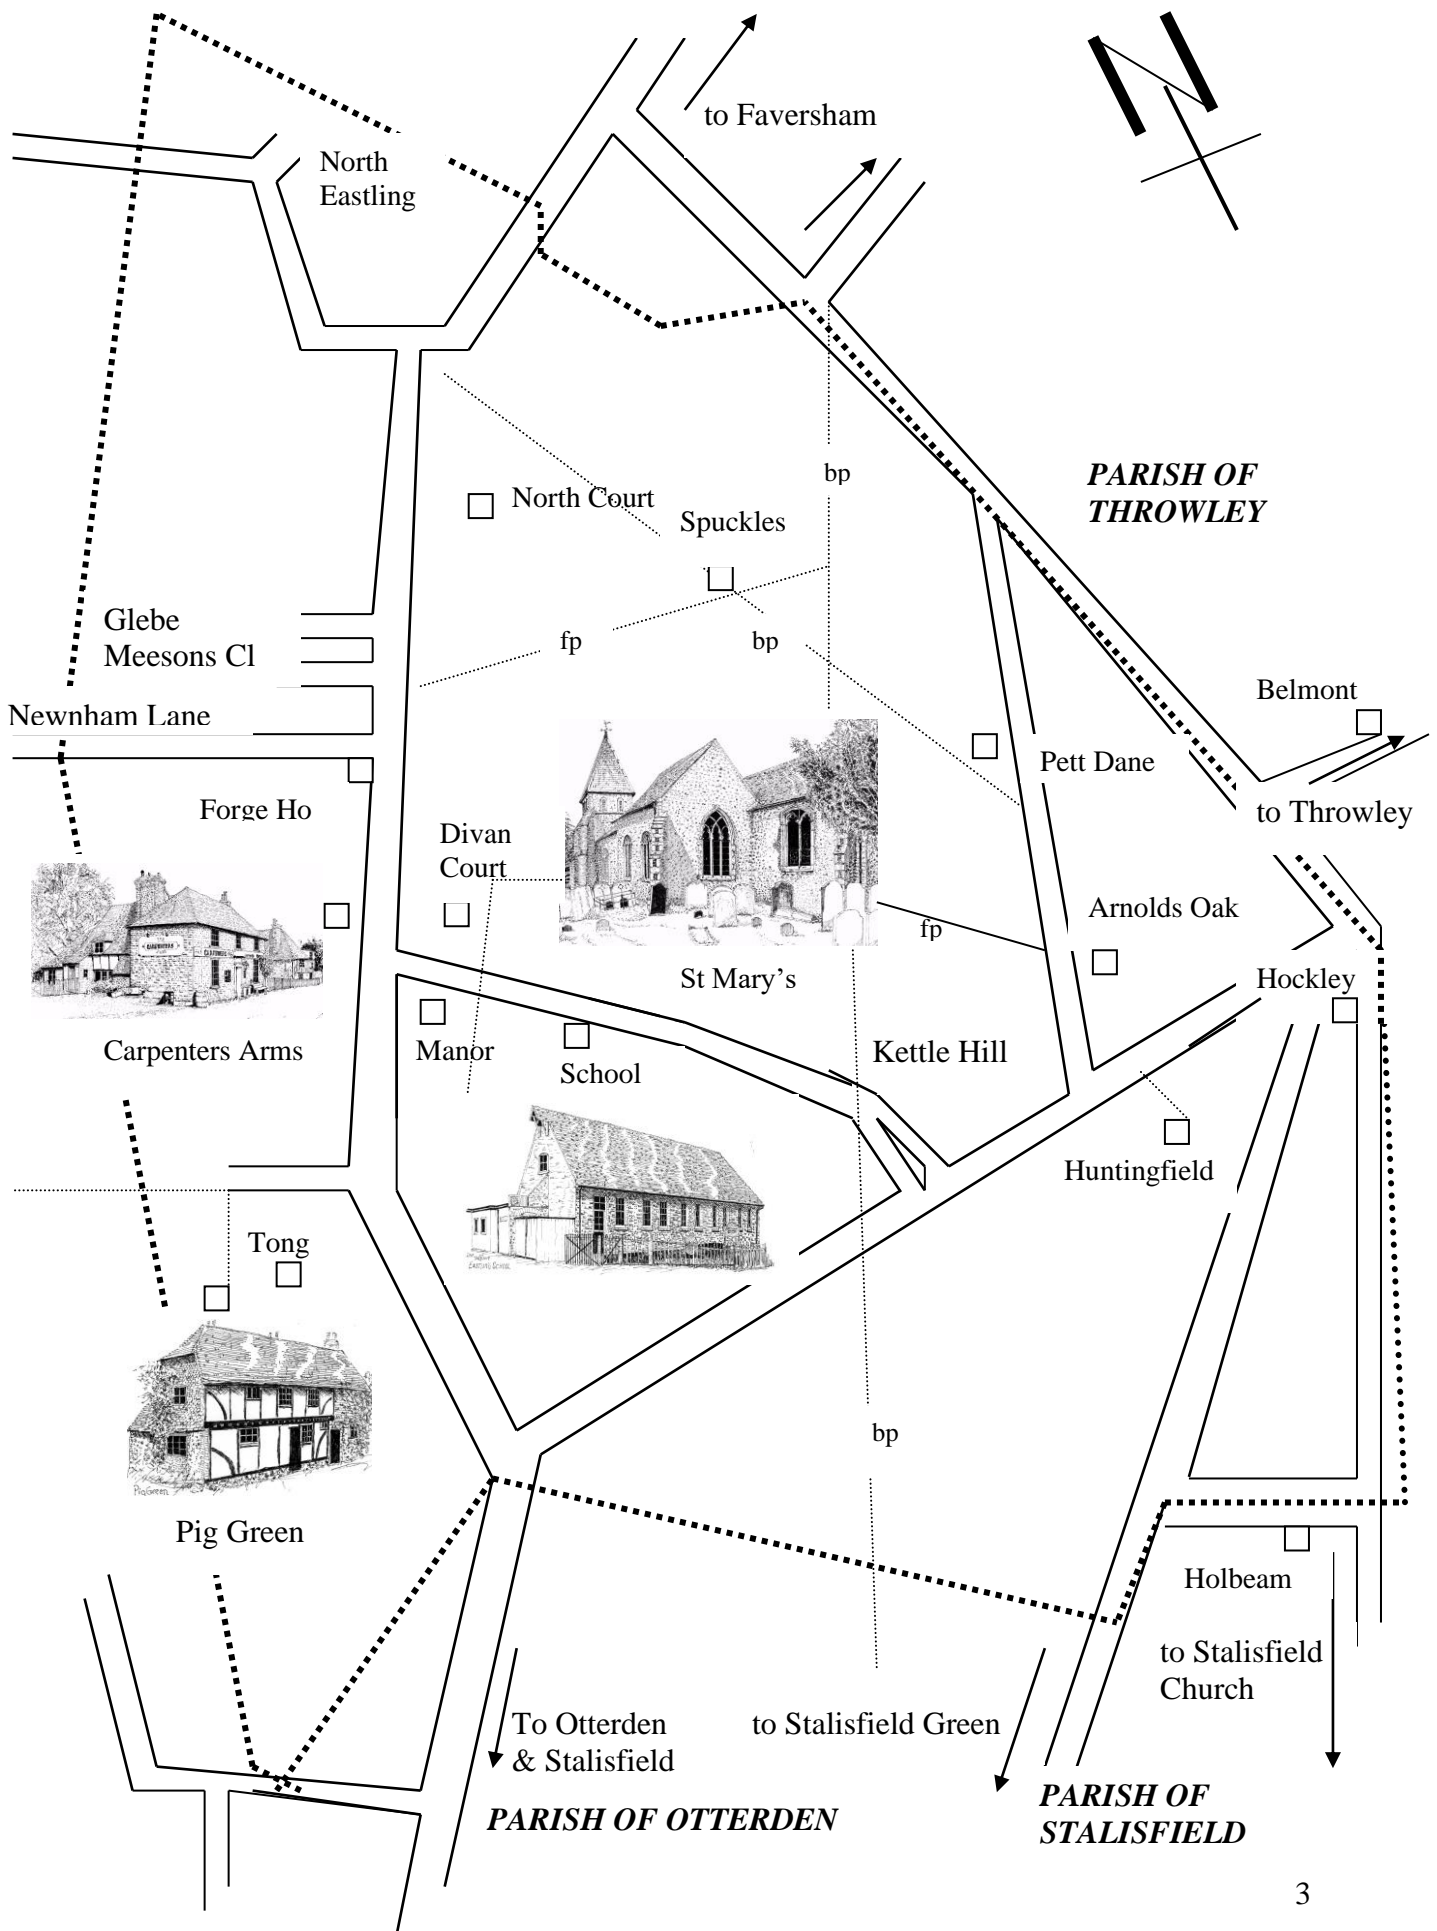 to Faversham
N
North
Eastling
bp
PARISH OF
THROWLEY
North Court
Spuckles
Glebe
Meesons Cl
fp
bp
Belmont
Newnham Lane
Pett Dane
Forge Ho
to Throwley
Divan
Court
Arnolds Oak
fp
St Mary's
Hockley
Carpenters Arms
Manor
School
Kettle Hill
Huntingfield
Tong
bp
Pig Green
Pig Green
Holbeam
to Stalisfield
Church
To Otterden
& Stalisfield
to Stalisfield Green
PARISH OF OTTERDEN
PARISH OF
STALISFIELD
3